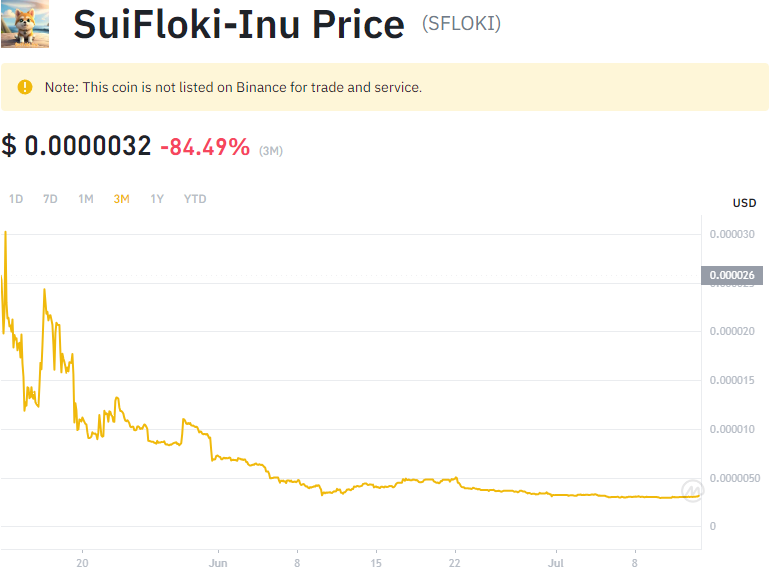 SuiFloki-Inu Price (SFLOKI)
Note: This coin is not listed on Binance for trade and service.
$ 0.0000032 -84.49% (3M)
1D 7D 1M 3M 1Y YTD
USD
0.000030
0.000026
0.000020
0.000015
0.000010
0.0000050
0
20 Jun 8 15 22 Jul 8